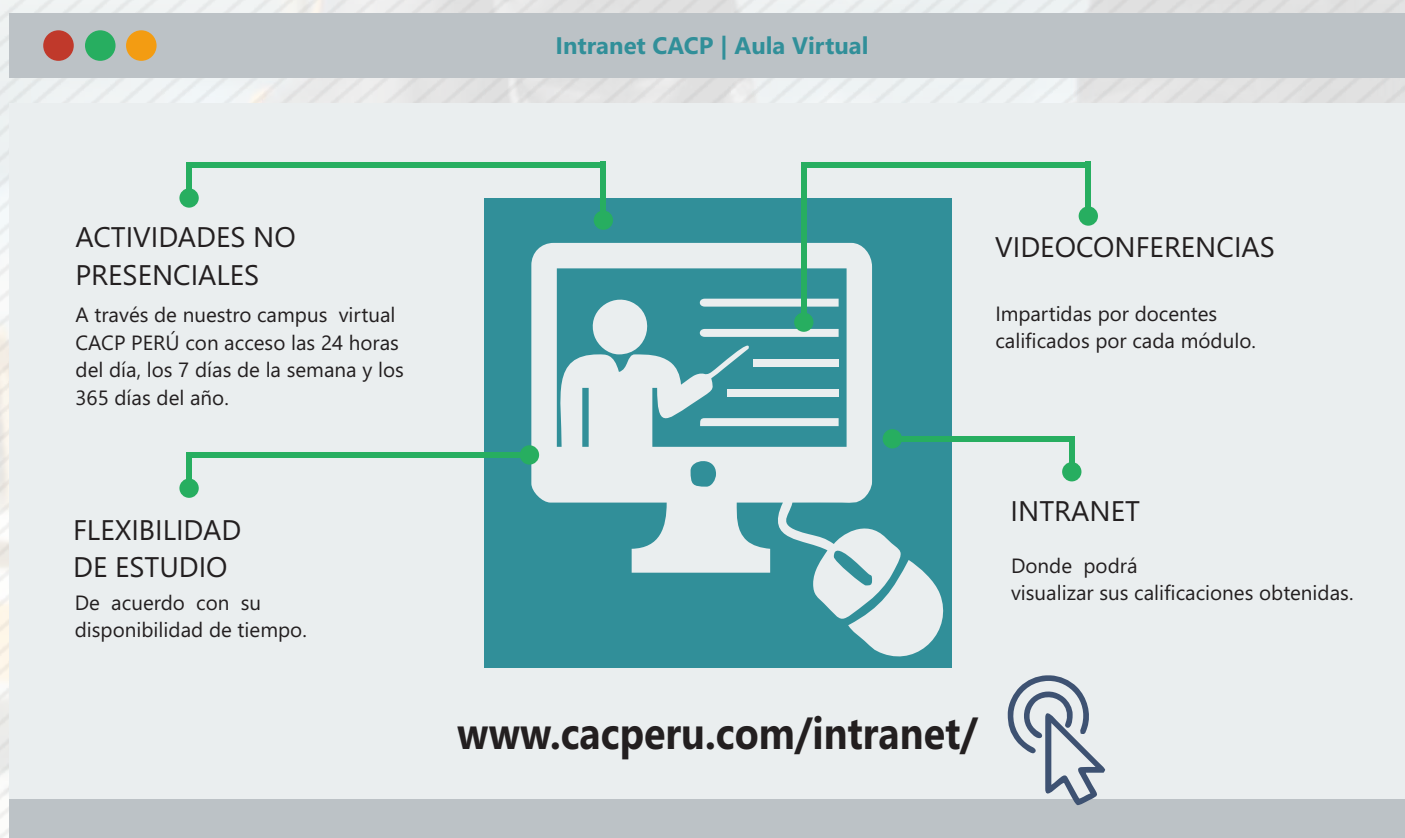 Intranet CACP | Aula Virtual
ACTIVIDADES NO
PRESENCIALES
A través de nuestro campus virtual
CACP PERÚ con acceso las 24 horas
del día, los 7 días de la semana y los
365 días del año.
VIDEOCONFERENCIAS
Impartidas por docentes
calificados por cada módulo.
FLEXIBILIDAD
DE ESTUDIO
De acuerdo con su
disponibilidad de tiempo.
INTRANET
Donde podrá
visualizar sus calificaciones obtenidas.
www.cacperu.com/intranet/